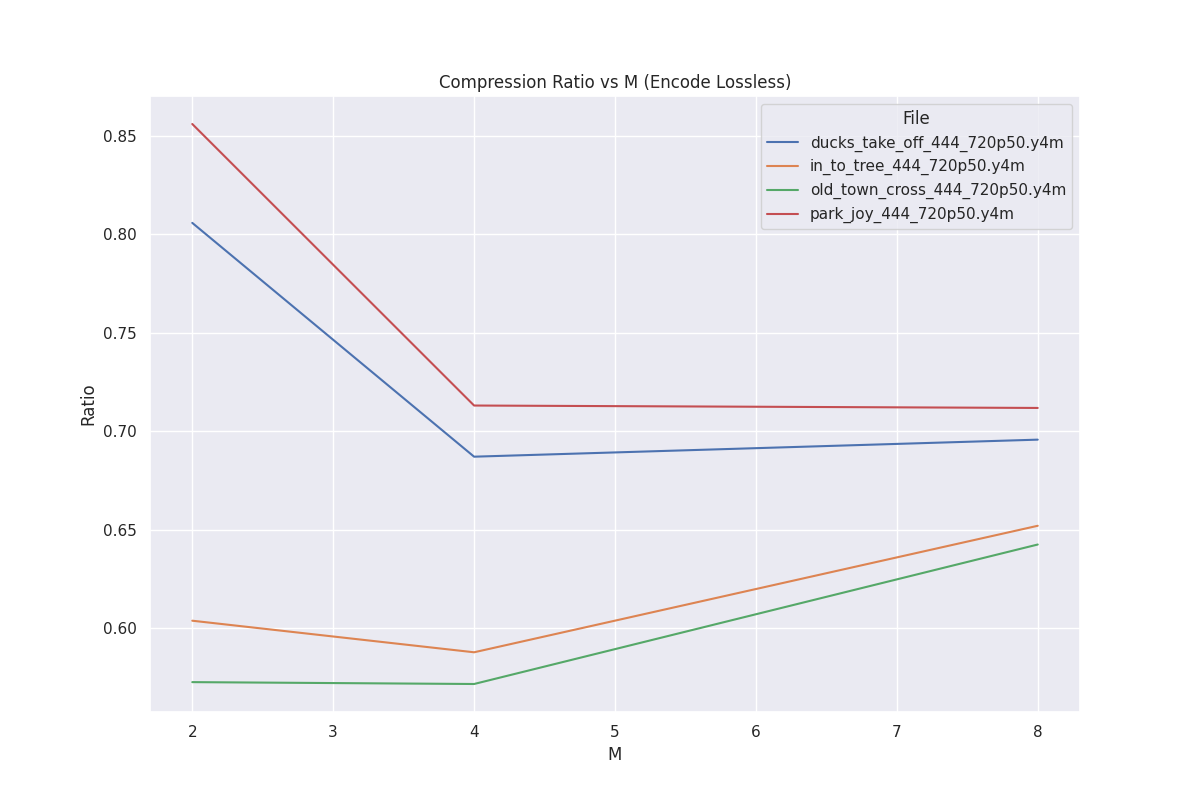 Compression Ratio vs M (Encode Lossless)
File
ducks_take_off_444_720p50.y4m
in_to_tree_444_720p50.y4m
old_town_cross_444_720p50.y4m
park_joy_444_720p50.y4m
Ratio
0.85
0.80
0.75
0.70
0.65
0.60
2 3 4 5 6 7 8
M